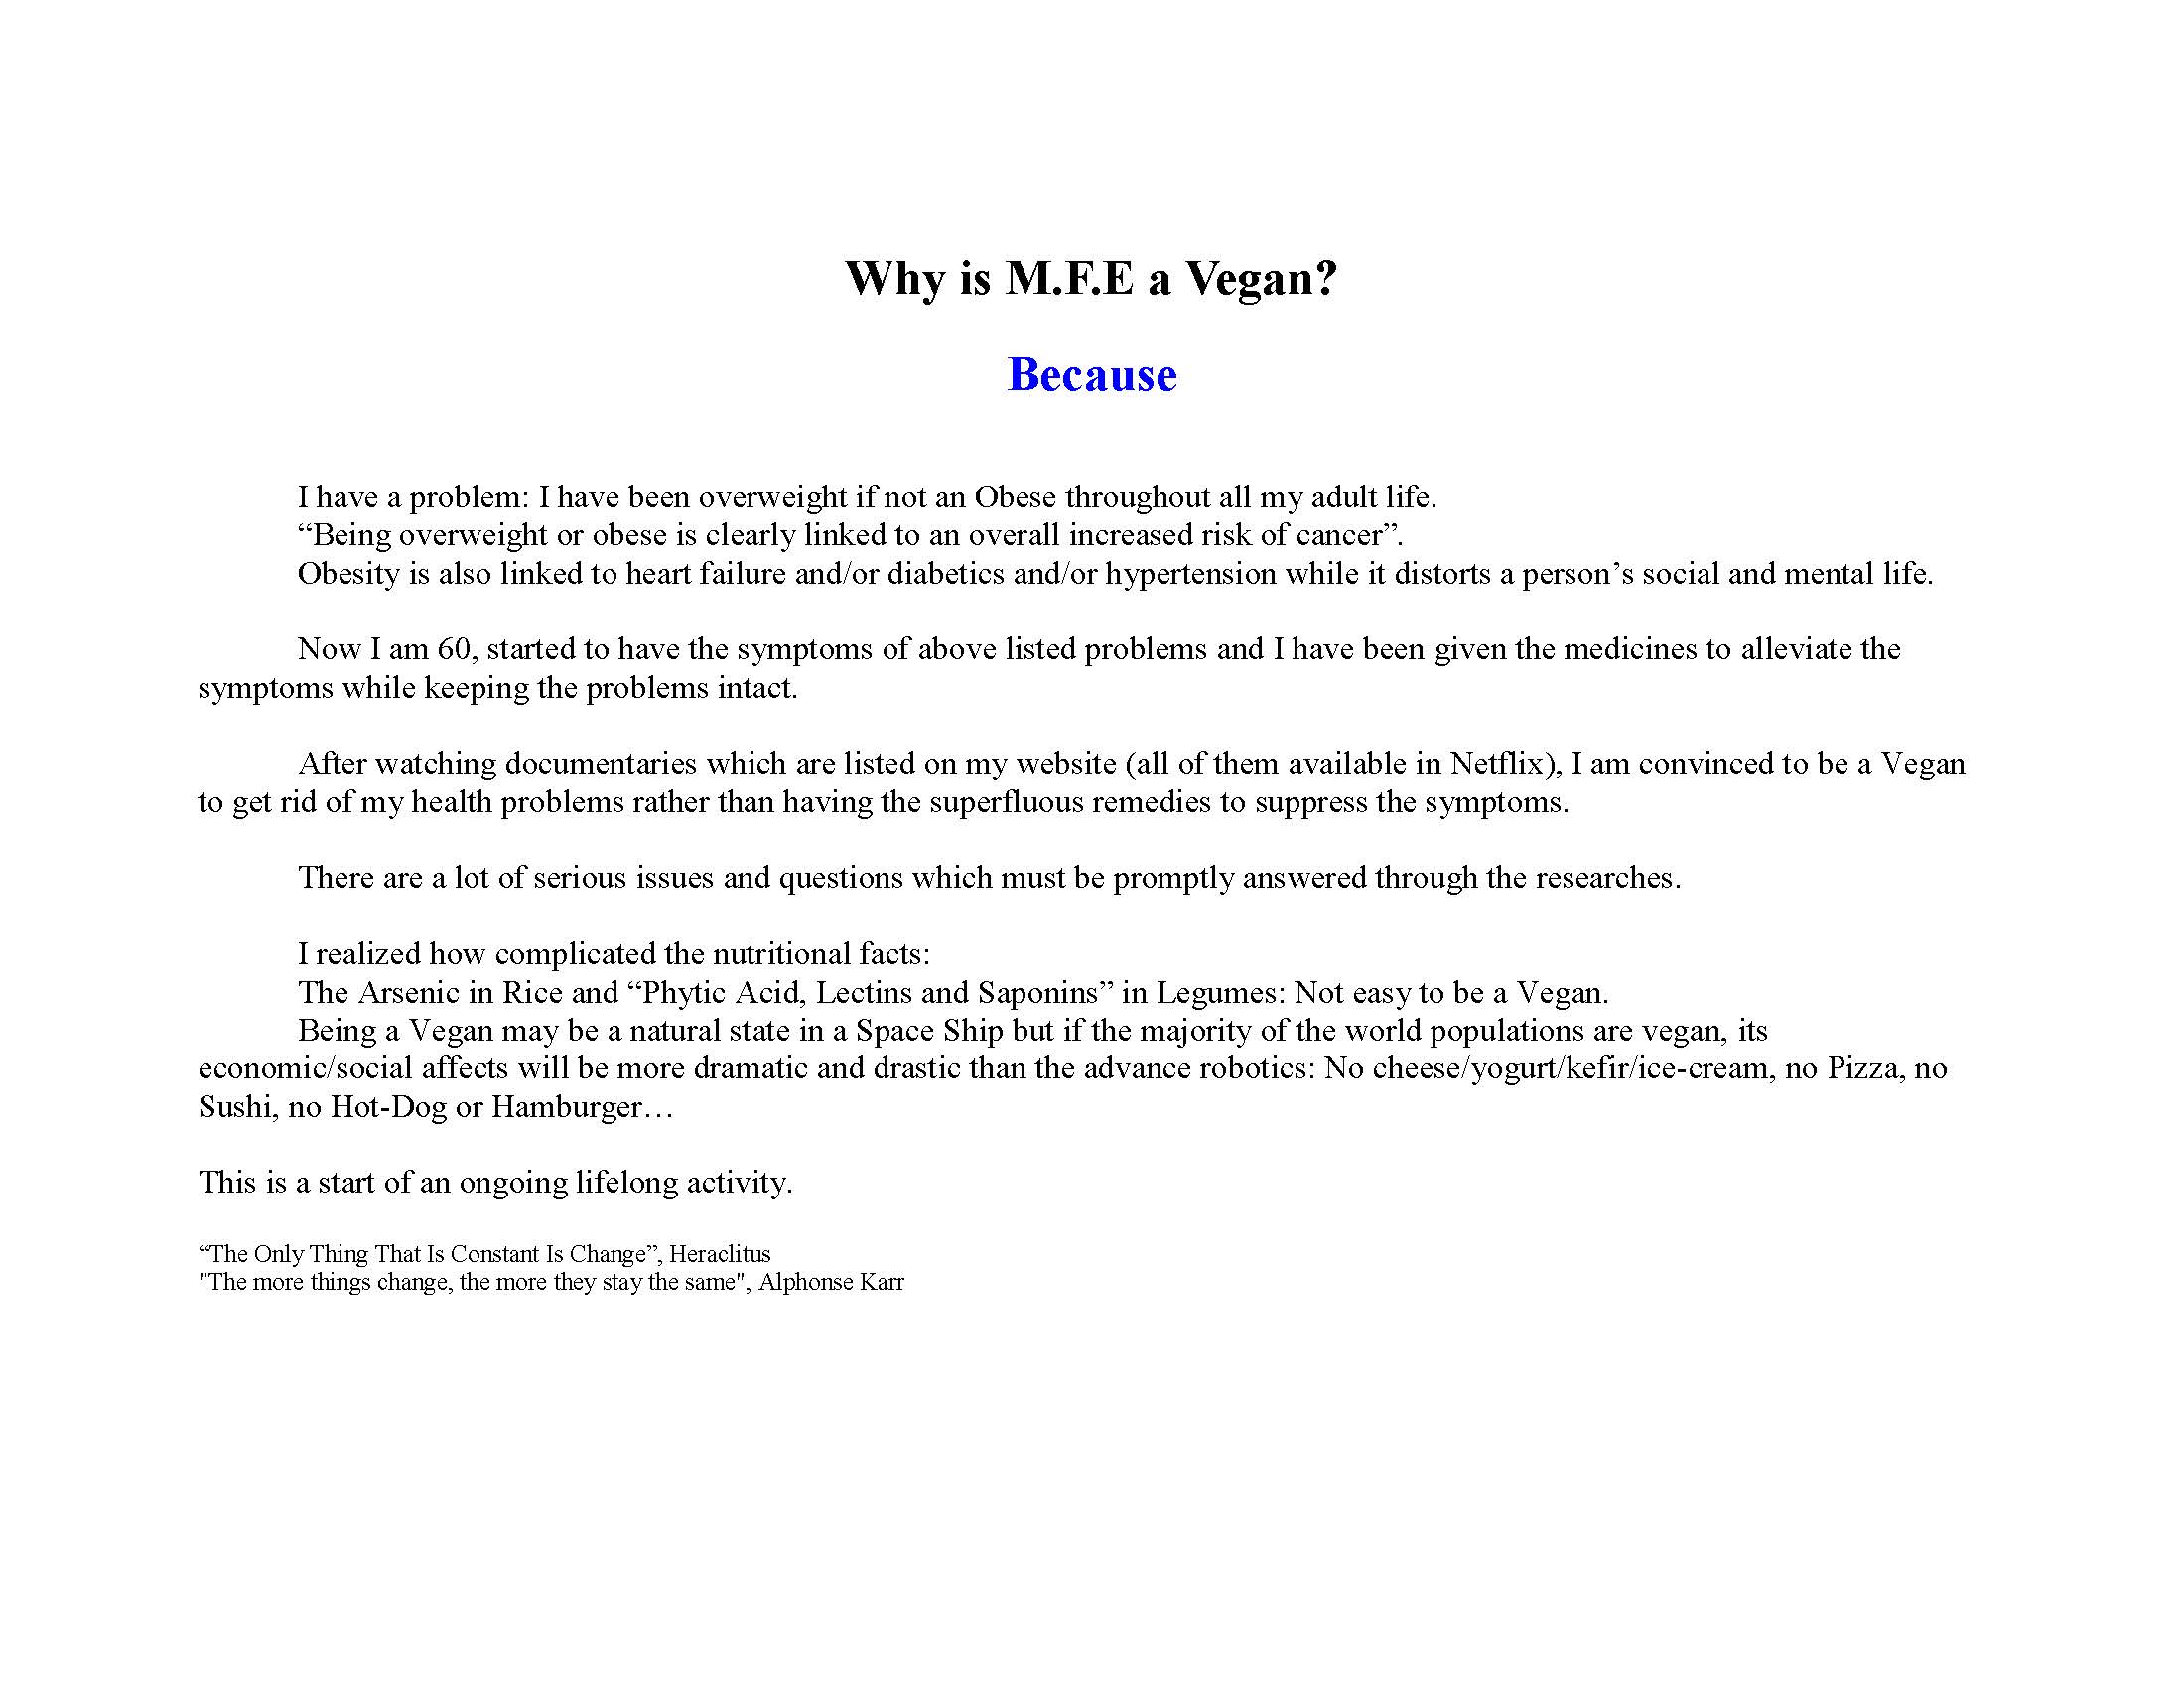 Why is M.F.E a Vegan?
Because
I have a problem: I have been overweight if not an Obese throughout all my adult life.
“Being overweight or obese is clearly linked to an overall increased risk of cancer”.
Obesity is also linked to heart failure and/or diabetics and/or hypertension while it distorts a person’s social and mental life.
Now I am 60, started to have the symptoms of above listed problems and I have been given the medicines to alleviate the
symptoms while keeping the problems intact.
After watching documentaries which are listed on my website (all of them available in Netflix), I am convinced to be a Vegan
to get rid of my health problems rather than having the superfluous remedies to suppress the symptoms.
There are a lot of serious issues and questions which must be promptly answered through the researches.
I realized how complicated the nutritional facts:
The Arsenic in Rice and “Phytic Acid, Lectins and Saponins” in Legumes: Not easy to be a Vegan.
Being a Vegan may be a natural state in a Space Ship but if the majority of the world populations are vegan, its
economic/social affects will be more dramatic and drastic than the advance robotics: No cheese/yogurt/kefir/ice-cream, no Pizza, no
Sushi, no Hot-Dog or Hamburger…
This is a start of an ongoing lifelong activity.
“The Only Thing That Is Constant Is Change”, Heraclitus
"The more things change, the more they stay the same", Alphonse Karr